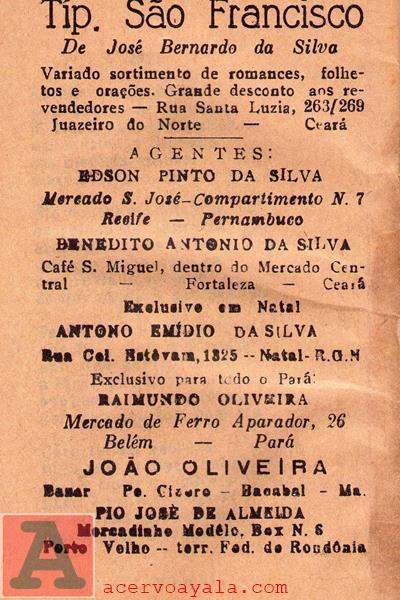 Tip. São Francisco
De José Bernardo da Silva
Variado sortimento de romances, folhe-
tos e orações. Grande desconto aos re-
vendedores — Rua Santa Luzia, 263/269
Juazeiro do Norte — Ceará
AGENTES:
EDSON PINTO DA SILVA
Mercado S. José-Compartimento N. 7
Recife — Pernambuco
BENEDITO ANTONIO DA SILVA
Café S. Miguel, dentro do Mercado Cen-
tral — Fortaleza — Ceará
Exclusivo em Natal
ANTONO EMÍDIO DA SILVA
Rua Cel. Estêvam, 1325 -- Natal- R.G.N
Exclusivo para todo o Pará:
RAIMUNDO OLIVEIRA
Mercado de Ferro Aparador, 26
Belém — Pará
JOÃO OLIVEIRA
Bazar Pe. Cícero - Bacabal - Ma.
PIO JOSÉ DE ALMEIDA
Mercadinho Modêlo, Box N. 6
Porto Velho -- terr. Fed. de Rondônia
A
acervoayala.com